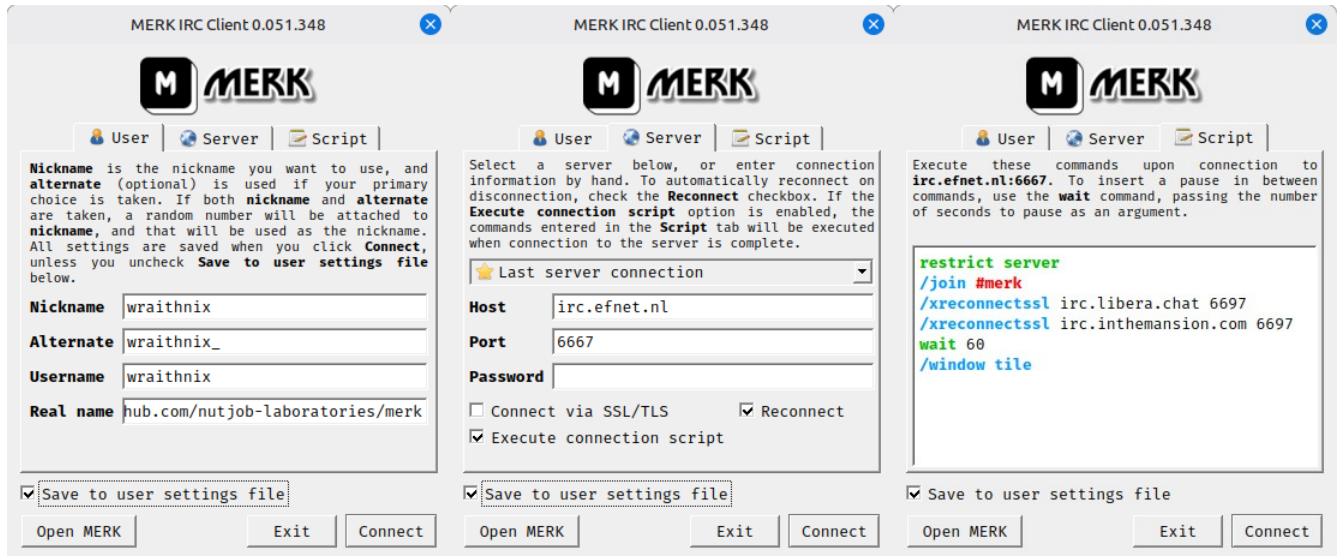 MERK IRC Client 0.051.348
M MERK
User Server Script
Nickname is the nickname you want to use, and
alternate (optional) is used if your primary
choice is taken. If both nickname and alternate
are taken, a random number will be attached to
nickname, and that will be used as the nickname.
All settings are saved when you click Connect,
unless you uncheck Save to user settings file
below.
Nickname wraithnix
Alternate wraithnix_
Username wraithnix
Real name hub.com/nutjob-laboratories/merk
Save to user settings file
Open MERK Exit Connect
MERK IRC Client 0.051.348
M MERK
User Server Script
Select a server below, or enter connection
information by hand. To automatically reconnect on
disconnection, check the Reconnect checkbox. If the
Execute connection script option is enabled, the
commands entered in the Script tab will be executed
when connection to the server is complete.
Last server connection
Host irc.efnet.nl
Port 6667
Password
Connect via SSL/TLS Reconnect
Execute connection script
Save to user settings file
Open MERK Exit Connect
MERK IRC Client 0.051.348
M MERK
User Server Script
Execute these commands upon connection to
irc.efnet.nl:6667. To insert a pause in between
commands, use the wait command, passing the number
of seconds to pause as an argument.
restrict server
/join #merk
/xreconnectssl irc.libera.chat 6697
/xreconnectssl irc.inthemansion.com 6697
wait 60
/window tile
Save to user settings file
Open MERK Exit Connect